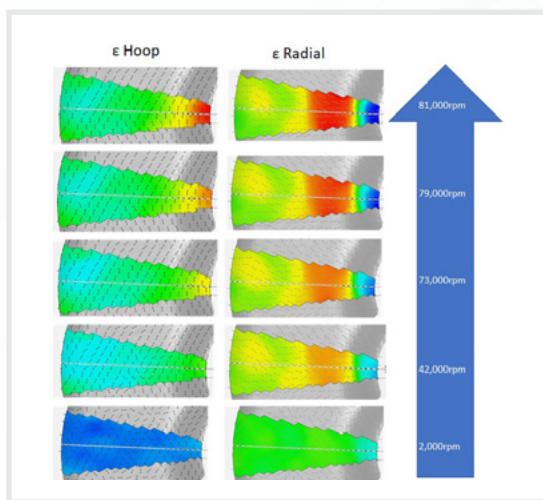 ε Hoop
ε Radial
81,000rpm
79,000rpm
73,000rpm
42,000rpm
2,000rpm